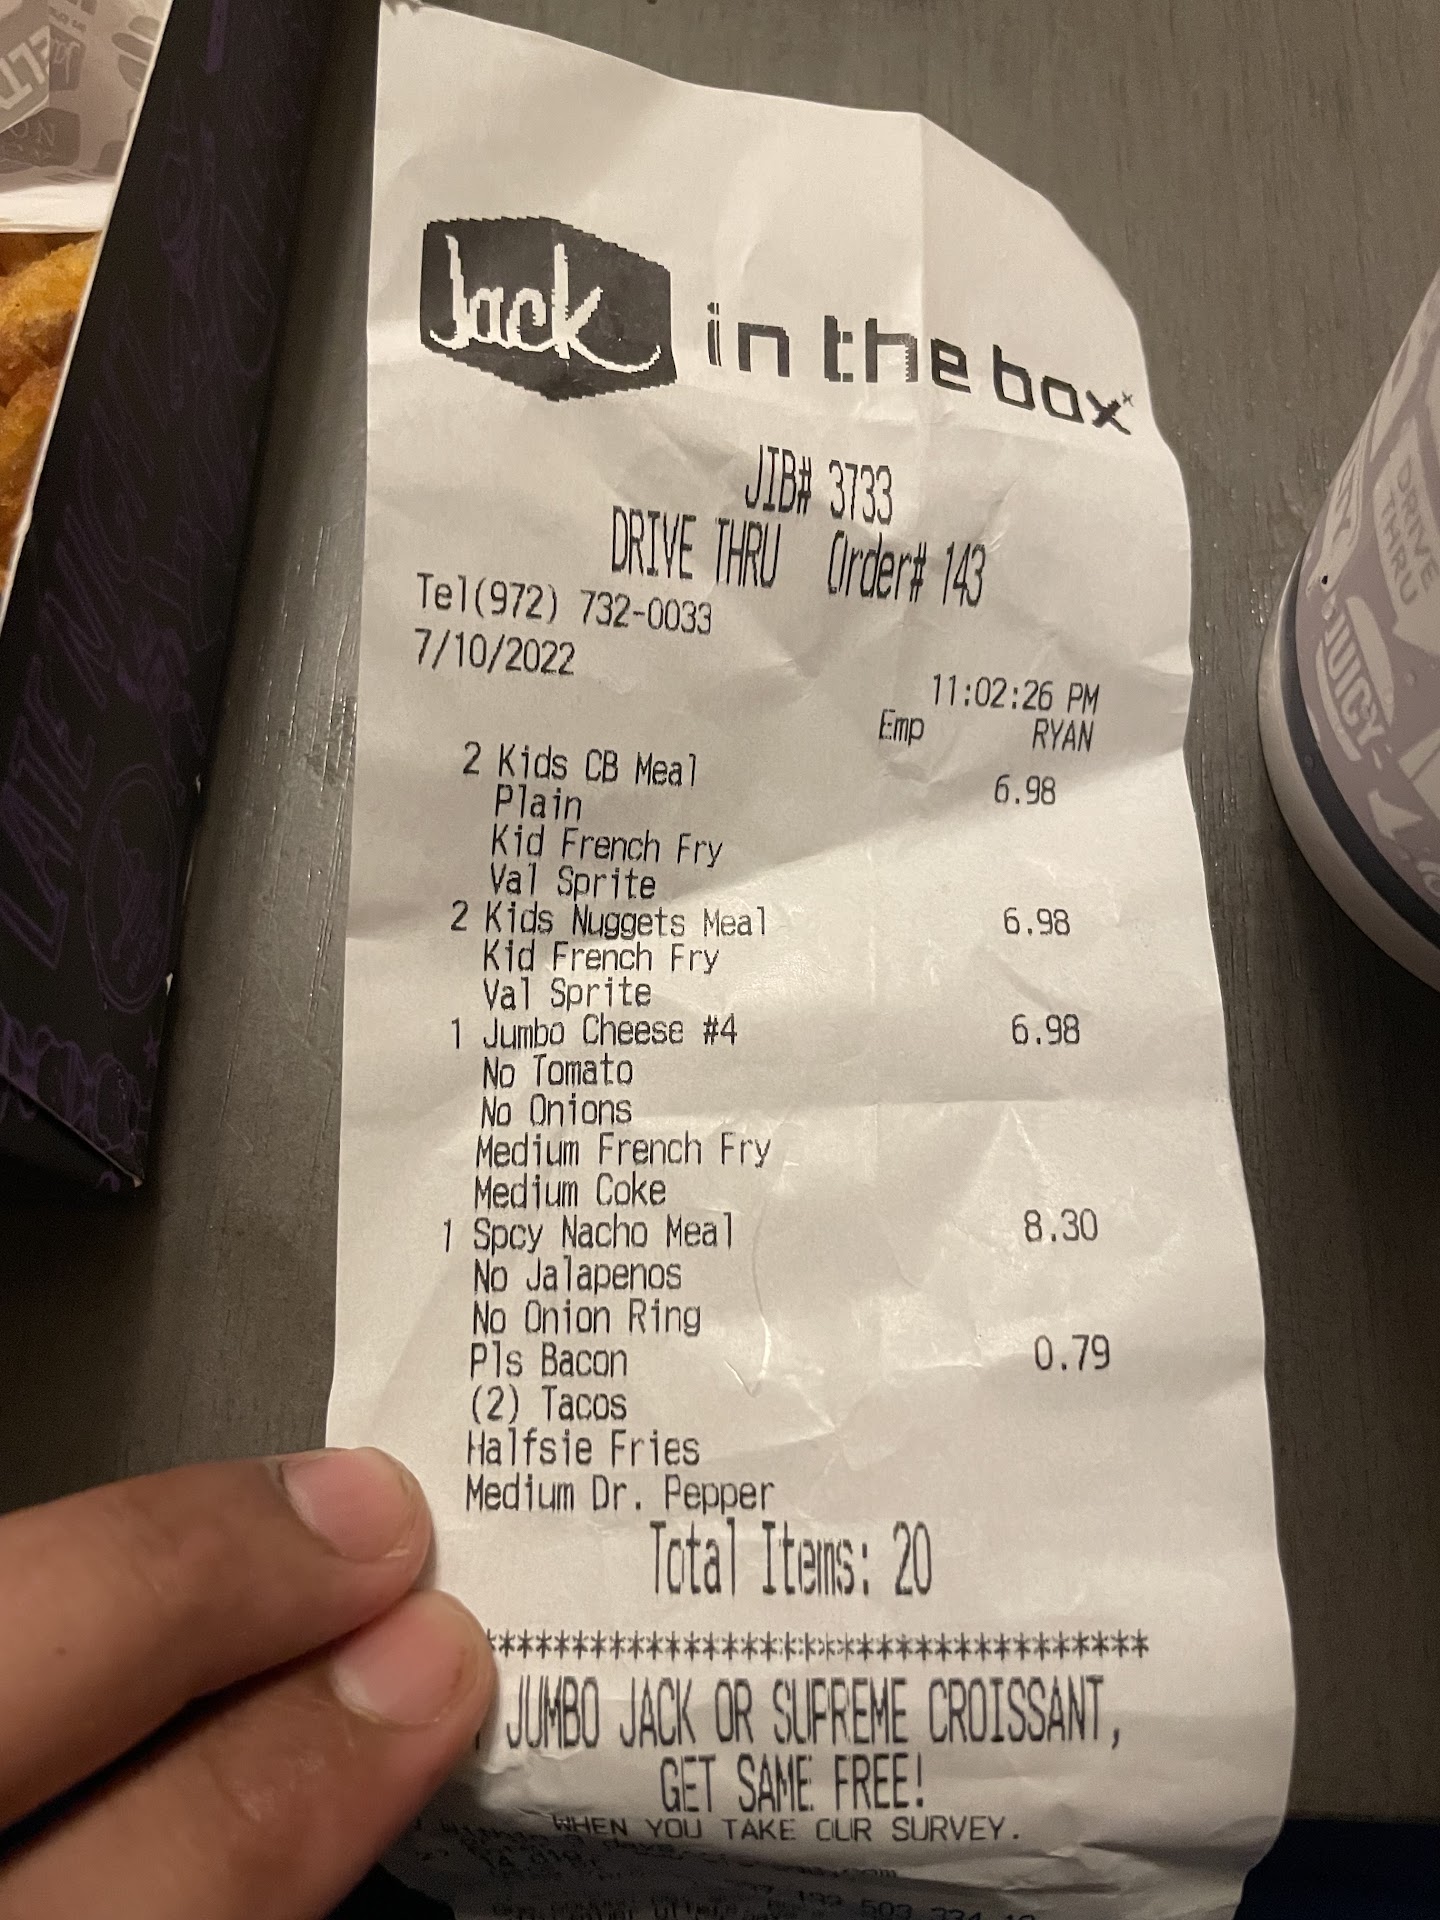 Jack in the box
JIB# 3733
DRIVE THRU Order# 143
Tel(972) 732-0033
7/10/2022
11:02:26 PM
Emp RYAN
2 Kids CB Meal 6.98
Plain
Kid French Fry
Val Sprite
2 Kids Nuggets Meal 6.98
Kid French Fry
Val Sprite
1 Jumbo Cheese #4 6.98
No Tomato
No Onions
Medium French Fry
Medium Coke
1 Spcy Nacho Meal 8.30
No Jalapenos
No Onion Ring
Pls Bacon 0.79
(2) Tacos
Halfsie Fries
Medium Dr. Pepper
Total Items: 20
************************************
JUMBO JACK OR SUPREME CROISSANT,
GET SAME FREE!
WHEN YOU TAKE OUR SURVEY.
LATE NIGHT
DRIVE
THRU
JUICY